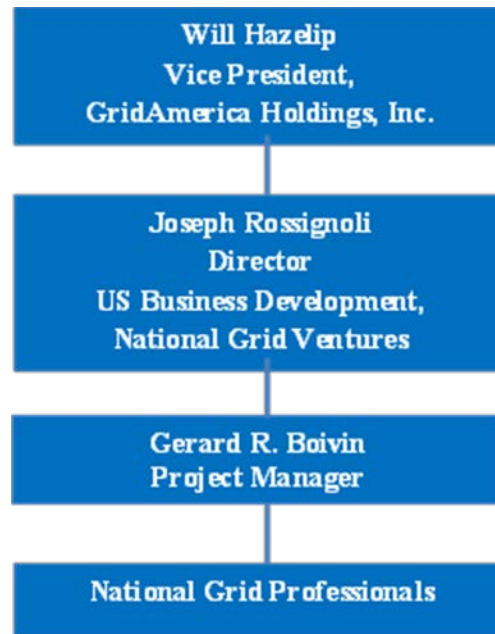 Will Hazelip
Vice President,
GridAmerica Holdings, Inc.
Joseph Rossignoli
Director
US Business Development,
National Grid Ventures
Gerard R. Boivin
Project Manager
National Grid Professionals